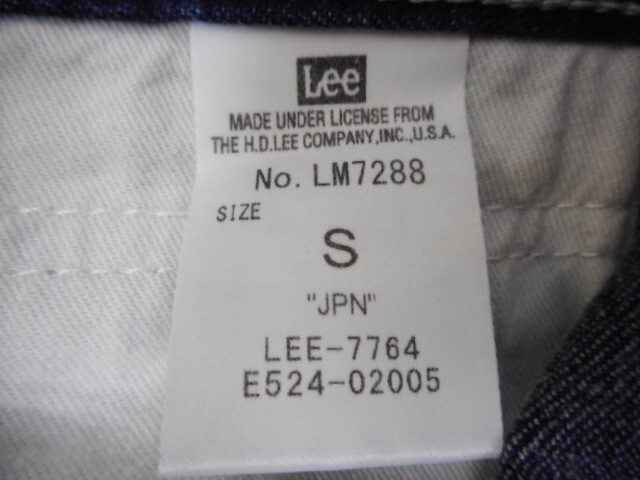 Lee
MADE UNDER LICENSE FROM
THE H.D.LEE COMPANY,INC.,U.S.A.
No. LM7288
SIZE
S
"JPN"
LEE-7764
E524-02005